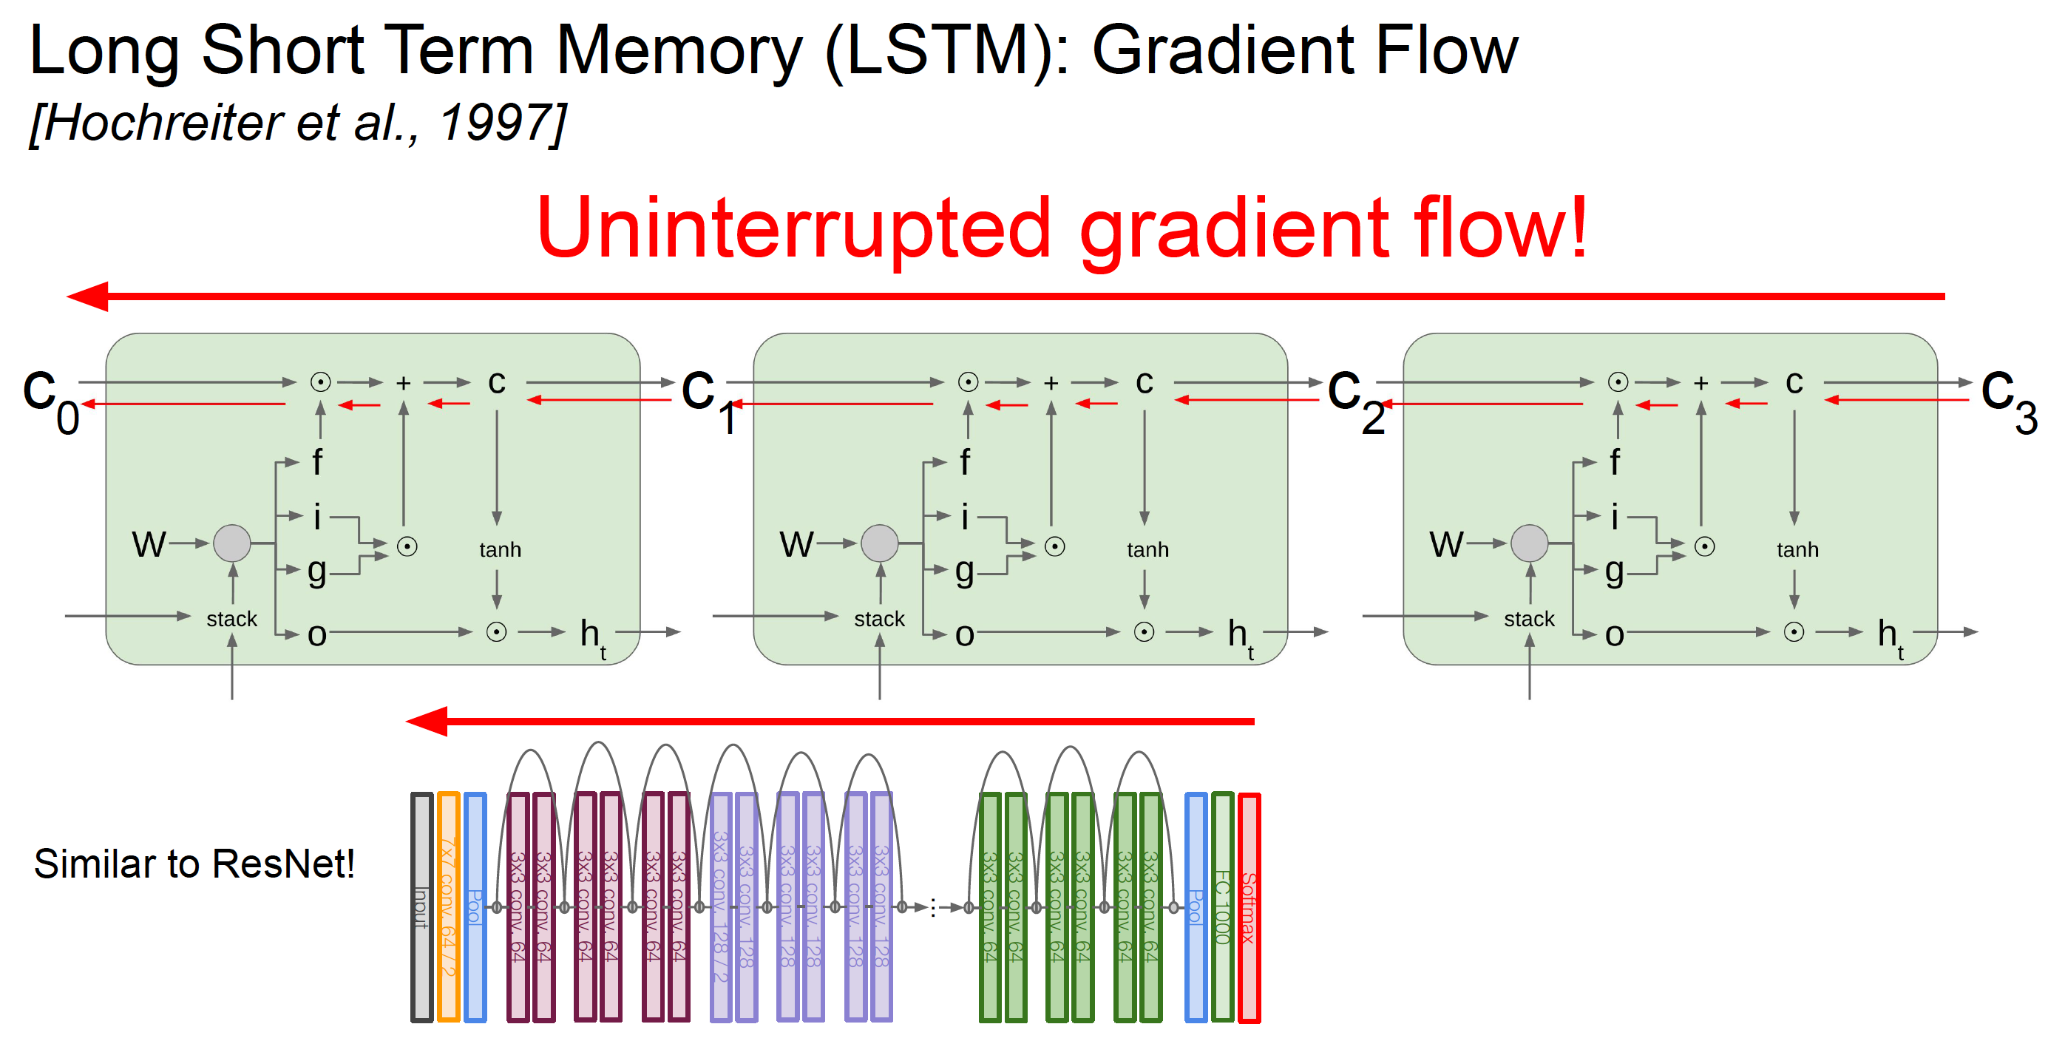 Long Short Term Memory (LSTM): Gradient Flow
[Hochreiter et al., 1997]
Uninterrupted gradient flow!
c0 ⊙ + c c1 ⊙ + c c2 ⊙ + c c3
f f f
i i i
W ⊙ tanh W ⊙ tanh W ⊙ tanh
g g g
stack stack stack
o ⊙ ht o ⊙ ht o ⊙ ht
Similar to ResNet!
Input
7x7 conv. 64 / 2
Pool
3x3 conv. 64
3x3 conv. 64
3x3 conv. 64
3x3 conv. 64
3x3 conv. 64
3x3 conv. 64
3x3 conv. 128 / 2
3x3 conv. 128
3x3 conv. 128
3x3 conv. 128
3x3 conv. 128
3x3 conv. 128
...
3x3 conv. 64
3x3 conv. 64
3x3 conv. 64
3x3 conv. 64
3x3 conv. 64
3x3 conv. 64
Pool
FC 1000
Softmax